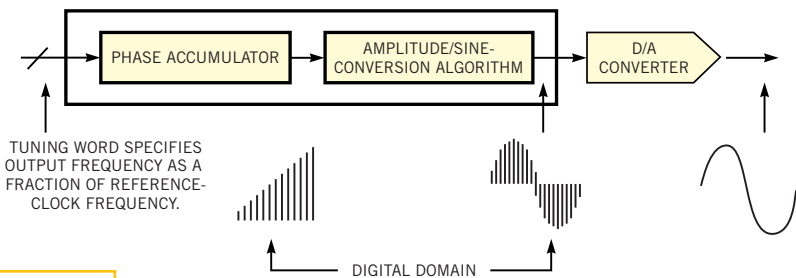 PHASE ACCUMULATOR
AMPLITUDE/SINE-
CONVERSION ALGORITHM
D/A
CONVERTER
TUNING WORD SPECIFIES
OUTPUT FREQUENCY AS A
FRACTION OF REFERENCE-
CLOCK FREQUENCY.
DIGITAL DOMAIN